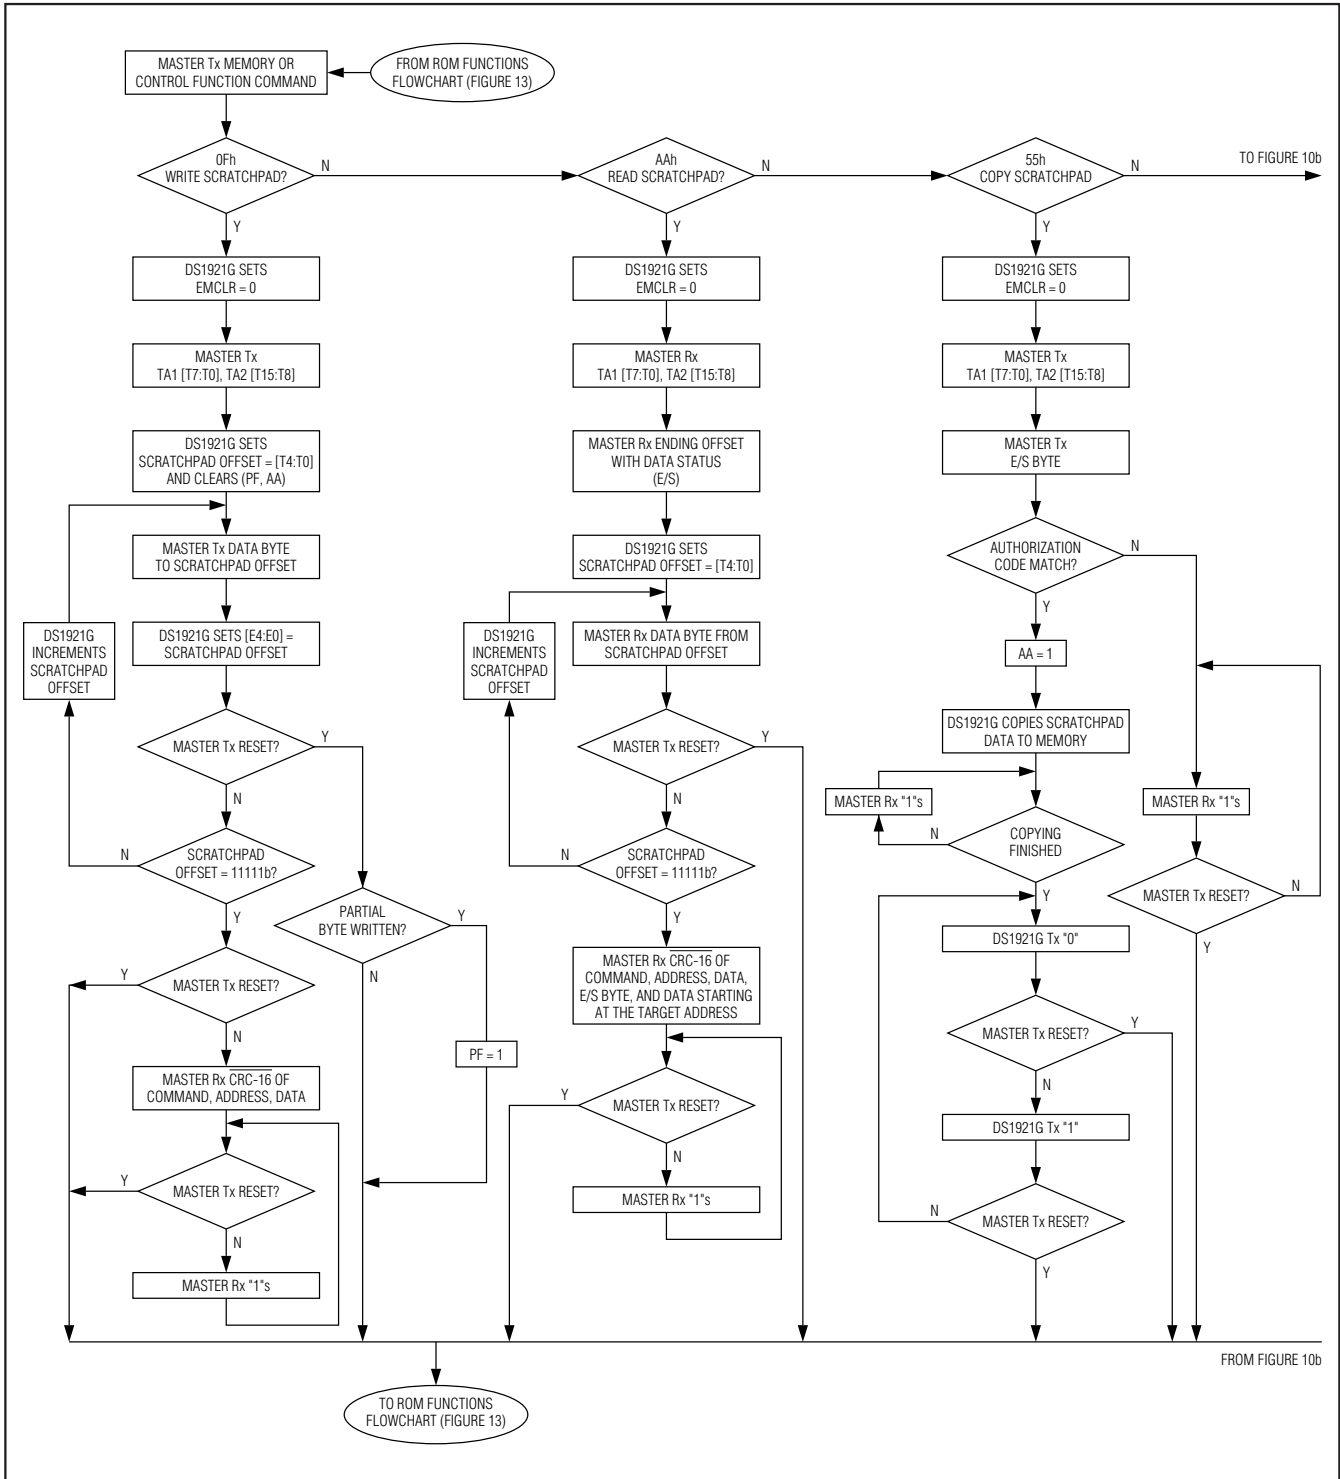 MASTER Tx MEMORY OR
CONTROL FUNCTION COMMAND
FROM ROM FUNCTIONS
FLOWCHART (FIGURE 13)
0Fh
WRITE SCRATCHPAD?
N
Y
DS1921G SETS
EMCLR = 0
MASTER Tx
TA1 [T7:T0], TA2 [T15:T8]
DS1921G SETS
SCRATCHPAD OFFSET = [T4:T0]
AND CLEARS (PF, AA)
MASTER Tx DATA BYTE
TO SCRATCHPAD OFFSET
DS1921G
INCREMENTS
SCRATCHPAD
OFFSET
DS1921G SETS [E4:E0] =
SCRATCHPAD OFFSET
MASTER Tx RESET?
Y
N
SCRATCHPAD
OFFSET = 11111b?
N
Y
PARTIAL
BYTE WRITTEN?
Y
N
PF = 1
MASTER Tx RESET?
Y
N
MASTER Rx CRC-16 OF
COMMAND, ADDRESS, DATA
MASTER Tx RESET?
Y
N
MASTER Rx "1"s
AAh
READ SCRATCHPAD?
N
Y
DS1921G SETS
EMCLR = 0
MASTER Rx
TA1 [T7:T0], TA2 [T15:T8]
MASTER Rx ENDING OFFSET
WITH DATA STATUS
(E/S)
DS1921G SETS
SCRATCHPAD OFFSET = [T4:T0]
DS1921G
INCREMENTS
SCRATCHPAD
OFFSET
MASTER Rx DATA BYTE FROM
SCRATCHPAD OFFSET
MASTER Tx RESET?
Y
N
SCRATCHPAD
OFFSET = 11111b?
N
Y
MASTER Rx CRC-16 OF
COMMAND, ADDRESS, DATA,
E/S BYTE, AND DATA STARTING
AT THE TARGET ADDRESS
MASTER Tx RESET?
Y
N
MASTER Rx "1"s
55h
COPY SCRATCHPAD
N
Y
TO FIGURE 10b
DS1921G SETS
EMCLR = 0
MASTER Tx
TA1 [T7:T0], TA2 [T15:T8]
MASTER Tx
E/S BYTE
AUTHORIZATION
CODE MATCH?
N
Y
AA = 1
DS1921G COPIES SCRATCHPAD
DATA TO MEMORY
MASTER Rx "1"s
COPYING
FINISHED
N
Y
MASTER Rx "1"s
MASTER Tx RESET?
N
Y
DS1921G Tx "0"
MASTER Tx RESET?
Y
N
DS1921G Tx "1"
MASTER Tx RESET?
N
Y
FROM FIGURE 10b
TO ROM FUNCTIONS
FLOWCHART (FIGURE 13)